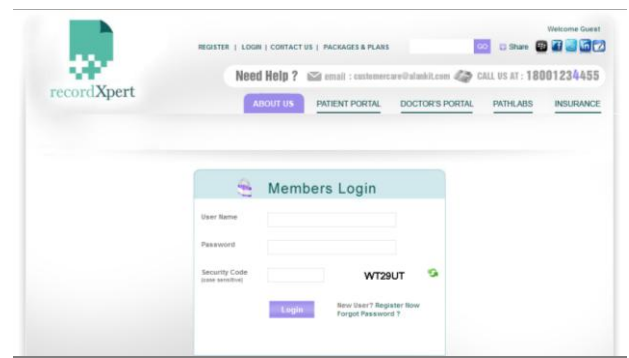 Welcome Guest
REGISTER | LOGIN | CONTACT US | PACKAGES & PLANS
GO
Share
Need Help ? email : customercare@alankit.com CALL US AT : 18001234455
recordXpert
ABOUT US PATIENT PORTAL DOCTOR'S PORTAL PATHLABS INSURANCE
Members Login
User Name
Password
Security Code
(case sensitive)
WT29UT
Login
New User? Register Now
Forgot Password ?